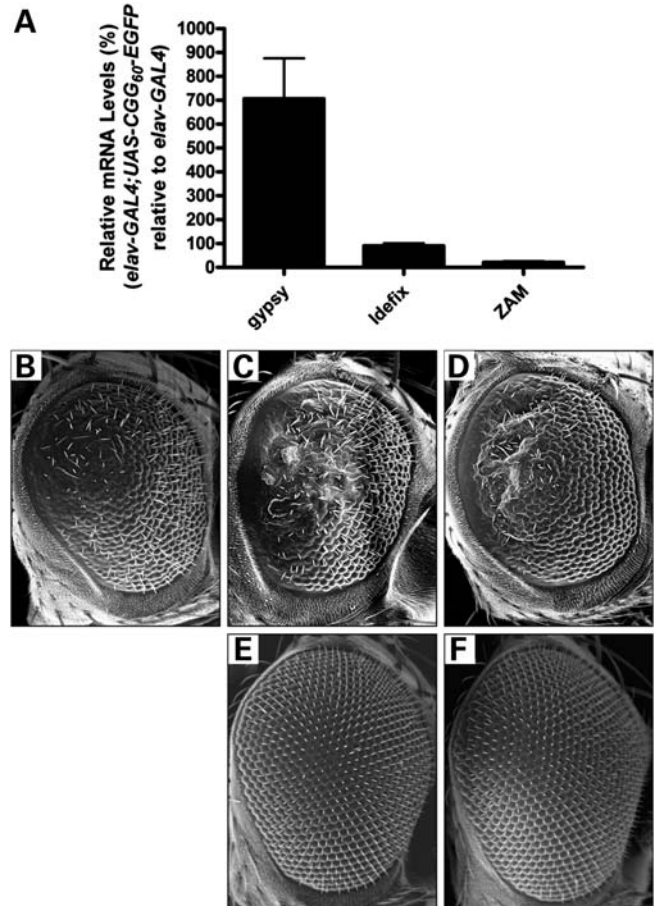 A
Relative mRNA Levels (%)
(elav-GAL4;UAS-CGG60-EGFP
relative to elav-GAL4)
1000
900
800
700
600
500
400
300
200
100
0
gypsy
Idefix
ZAM
B
C
D
E
F